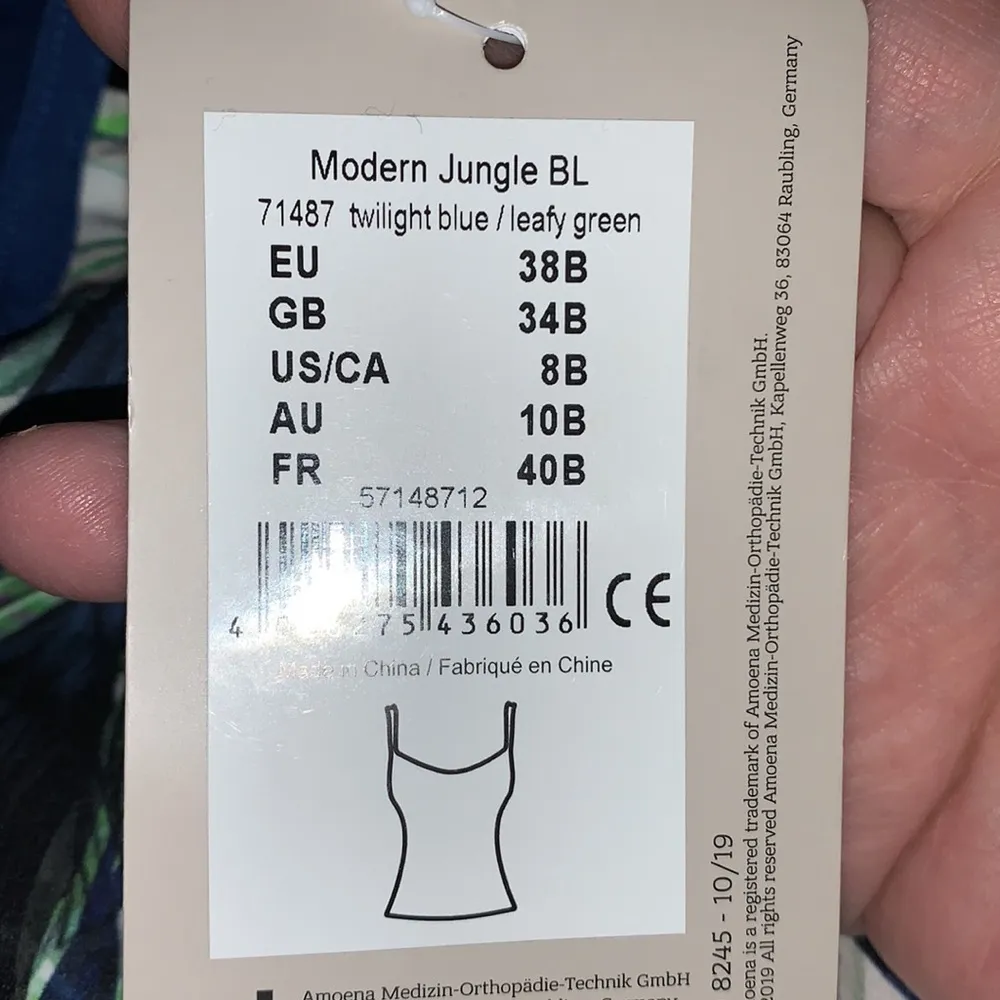 Modern Jungle BL
71487 twilight blue / leafy green
EU 38B
GB 34B
US/CA 8B
AU 10B
FR 40B
57148712
4 75 436036
CE
in China / Fabriqué en Chine
Amoena Medizin-Orthopädie-Technik GmbH
8245 - 10/19
oena is a registered trademark of Amoena Medizin-Orthopädie-Technik GmbH.
2019 All rights reserved Amoena Medizin-Orthopädie-Technik GmbH, Kapellenweg 36, 83064 Raubling, Germany